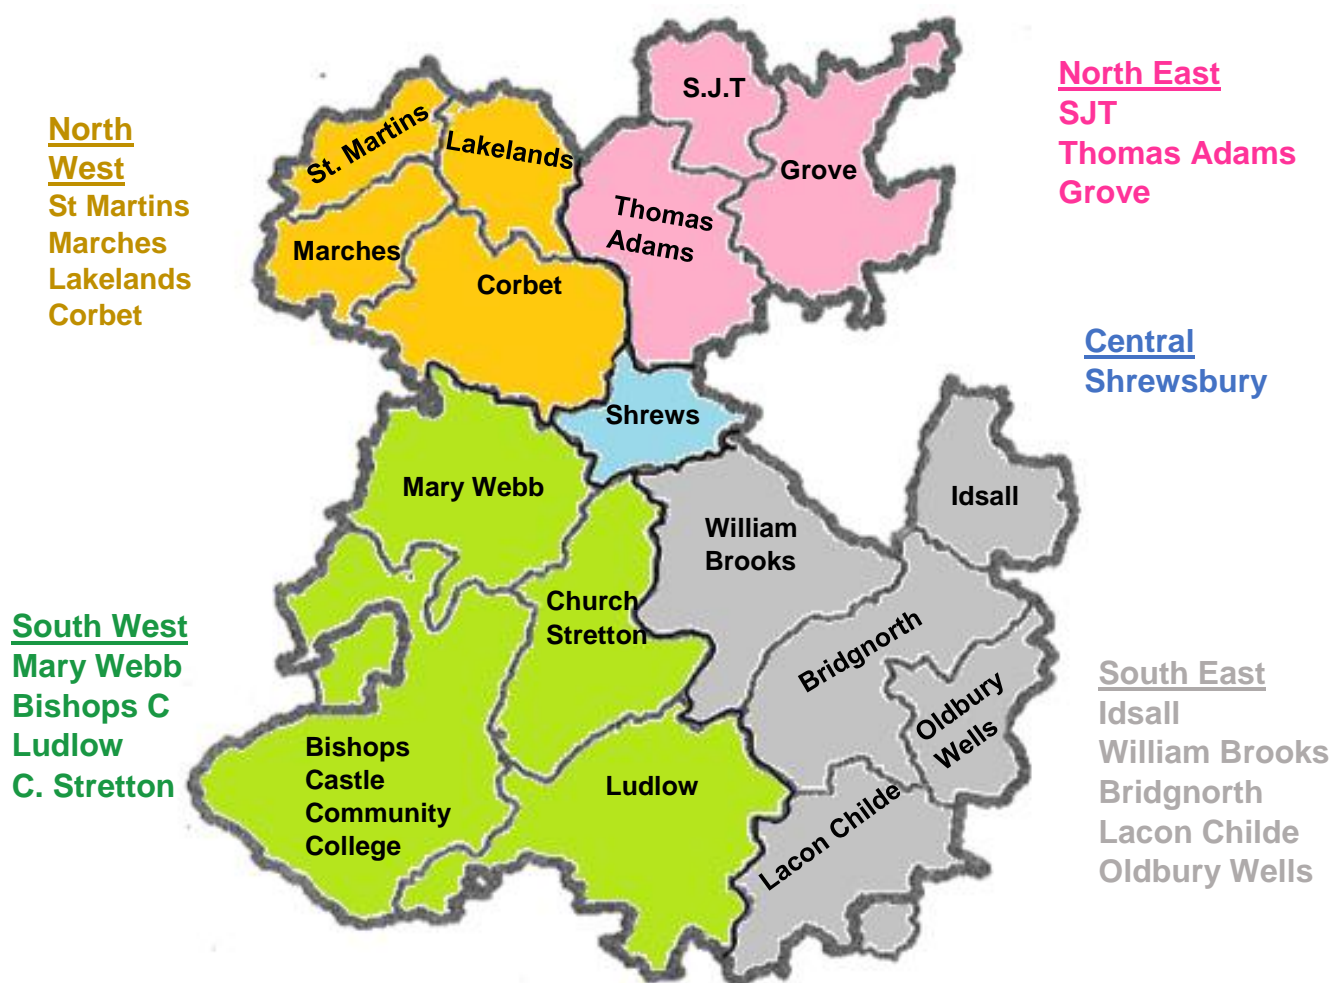 North
West
St Martins
Marches
Lakelands
Corbet
S.J.T
St. Martins
Lakelands
Grove
Thomas
Adams
Marches
Corbet
North East
SJT
Thomas Adams
Grove
Central
Shrewsbury
Shrews
Mary Webb
William
Brooks
Idsall
Church
Stretton
Bridgnorth
Oldbury
Wells
Bishops
Castle
Community
College
Ludlow
Lacon Childe
South West
Mary Webb
Bishops C
Ludlow
C. Stretton
South East
Idsall
William Brooks
Bridgnorth
Lacon Childe
Oldbury Wells